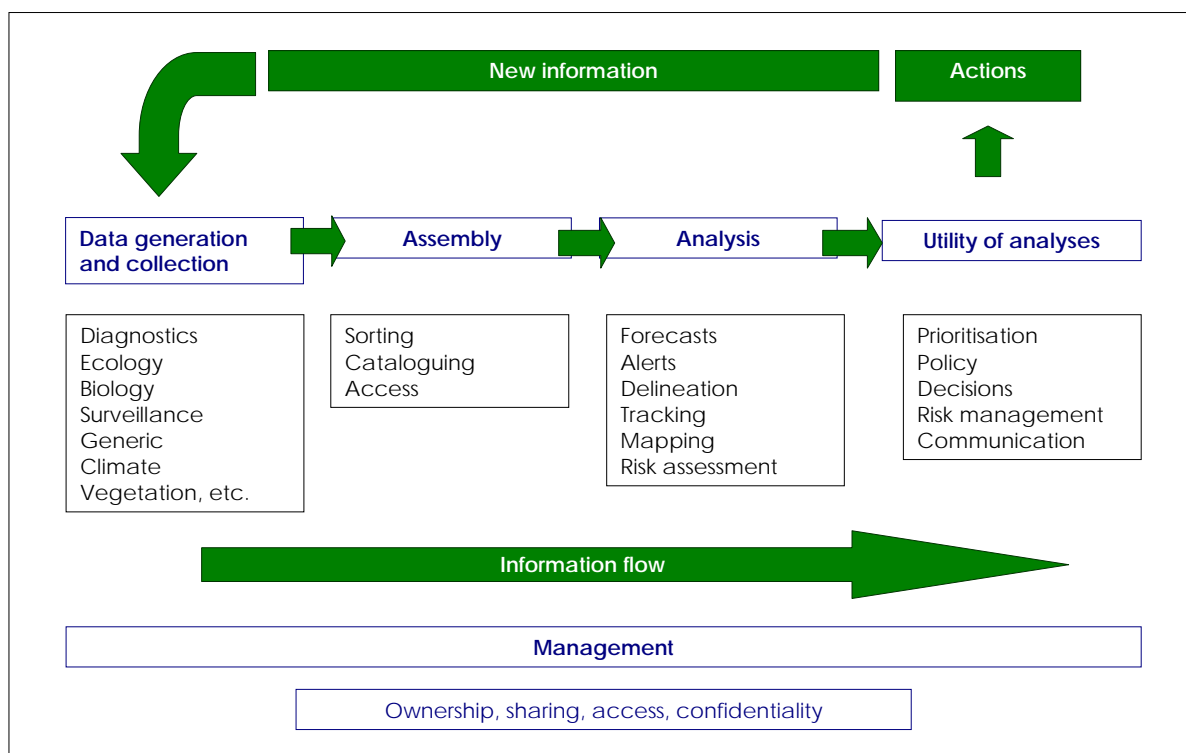 New information
Actions
Data generation
and collection
Assembly
Analysis
Utility of analyses
Diagnostics
Ecology
Biology
Surveillance
Generic
Climate
Vegetation, etc.
Sorting
Cataloguing
Access
Forecasts
Alerts
Delineation
Tracking
Mapping
Risk assessment
Prioritisation
Policy
Decisions
Risk management
Communication
Information flow
Management
Ownership, sharing, access, confidentiality